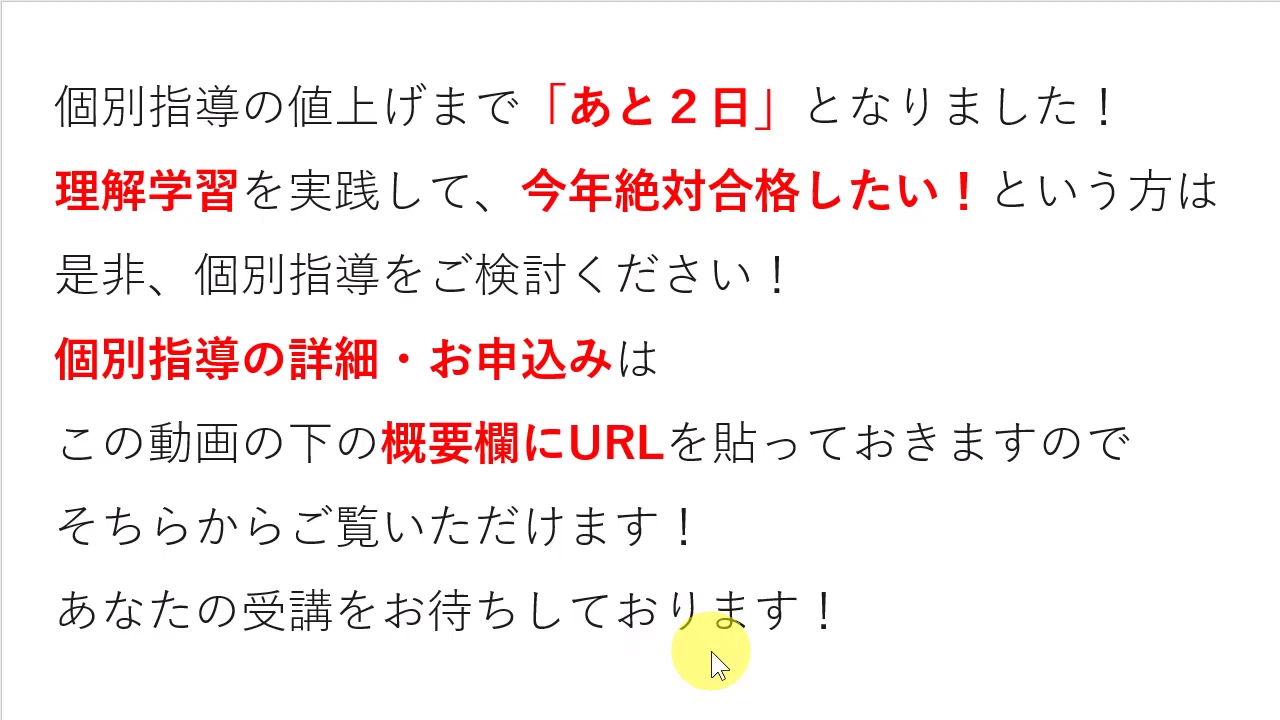 個別指導の値上げまで「あと２日」となりました！
理解学習を実践して、今年絶対合格したい！という方は
是非、個別指導をご検討ください！
個別指導の詳細・お申込みは
この動画の下の概要欄にURLを貼っておきますので
そちらからご覧いただけます！
あなたの受講をお待ちしております！